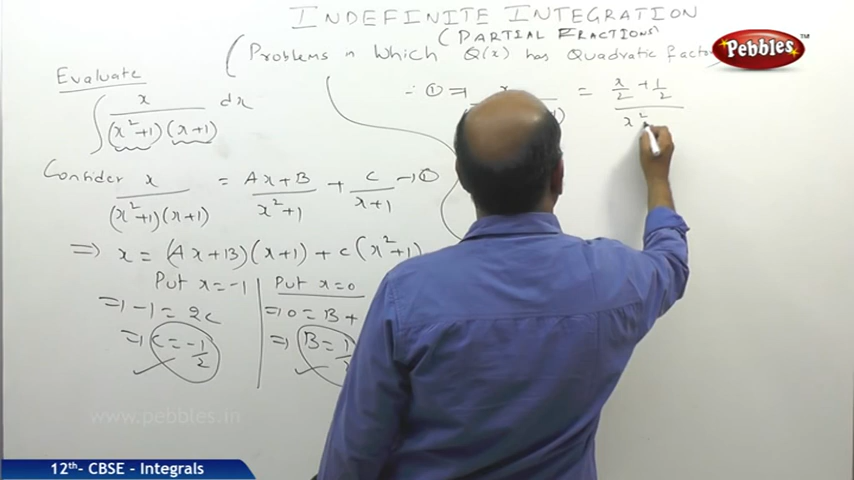 INDEFINITE INTEGRATION
(PARTIAL FRACTIONS)
(Problems in Which Q(x) has Quadratic factor
Pebbles
Evaluate
∫ x / (x²+1)(x+1) dx
∴ ① ⇒ x = x/2 + 1/2 / x²
Consider x / (x²+1)(x+1) = Ax+B / x²+1 + C / x+1 → ①
⇒ x = (Ax+B)(x+1) + C(x²+1)
Put x=-1
⇒ -1 = 2C
⇒ C = -1/2
Put x=0
⇒ 0 = B +
⇒ B = 1/2
www.pebbles.in
12th- CBSE - Integrals